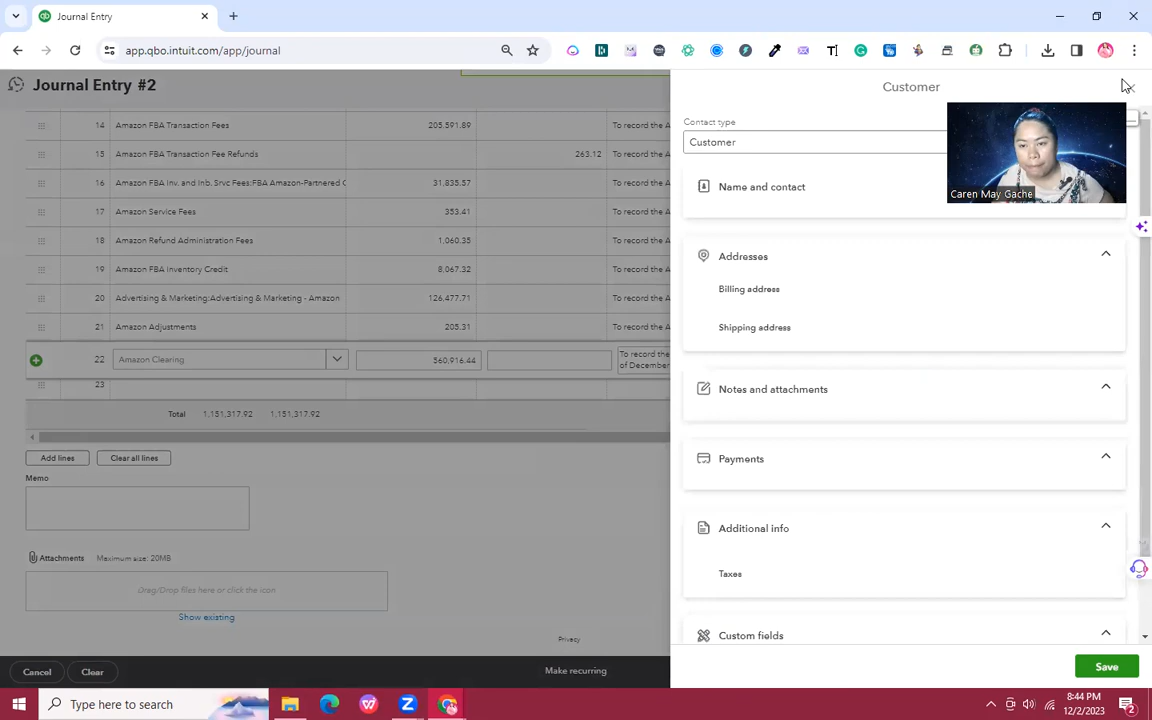 Journal Entry
app.qbo.intuit.com/app/journal
Journal Entry #2
14 Amazon FBA Transaction Fees 205,591.89 To record the A
15 Amazon FBA Transaction Fee Refunds 263.12 To record the A
16 Amazon FBA Inv. and Inb. Srvc Fees:FBA Amazon-Partnered C 31,835.57 To record the A
17 Amazon Service Fees 353.41 To record the A
18 Amazon Refund Administration Fees 1,060.35 To record the A
19 Amazon FBA Inventory Credit 8,067.32 To record the A
20 Advertising & Marketing:Advertising & Marketing - Amazon 126,477.71 To record the A
21 Amazon Adjustments 205.31 To record the A
22 Amazon Clearing 560,916.44 To record the
of December
23
Total 1,151,317.92 1,151,317.92
Add lines Clear all lines
Memo
Attachments Maximum size: 20MB
Drag/Drop files here or click the icon
Show existing
Privacy
Cancel Clear Make recurring
Customer
Contact type
Customer
Name and contact
Caren May Gache
Addresses
Billing address
Shipping address
Notes and attachments
Payments
Additional info
Taxes
Custom fields
Save
Type here to search
8:44 PM
12/2/2023
2